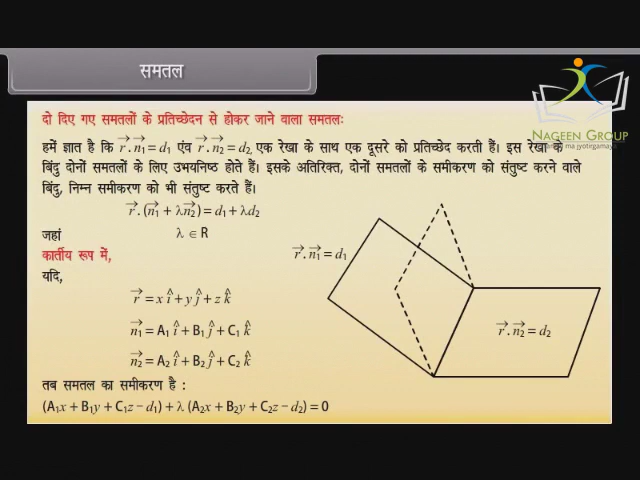 समतल
NAGEEN GROUP
दो दिए गए समतलों के प्रतिच्छेदन से होकर जाने वाला समतलः
हमें ज्ञात है कि r⃗ . n⃗₁ = d₁ एंव r⃗ . n⃗₂ = d₂ एक रेखा के साथ एक दूसरे को प्रतिच्छेद करती हैं। इस रेखा के
बिंदु दोनों समतलों के लिए उभयनिष्ठ होते हैं। इसके अतिरिक्त, दोनों समतलों के समीकरण को संतुष्ट करने वाले
बिंदु, निम्न समीकरण को भी संतुष्ट करते हैं।
r⃗ . (n⃗₁ + λn⃗₂) = d₁ + λd₂
जहां λ ∈ R
कार्तीय रूप में,
यदि,
r⃗ = x î + y ĵ + z k̂
n⃗₁ = A₁ î + B₁ ĵ + C₁ k̂
n⃗₂ = A₂ î + B₂ ĵ + C₂ k̂
तब समतल का समीकरण है :
(A₁x + B₁y + C₁z – d₁) + λ (A₂x + B₂y + C₂z – d₂) = 0
r⃗ . n⃗₁ = d₁
r⃗ . n⃗₂ = d₂